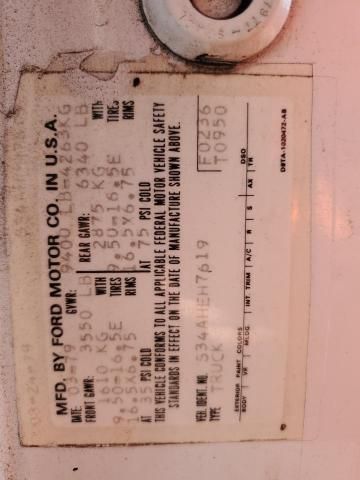 MFD. BY FORD MOTOR CO. IN U.S.A.
DATE: 03-79 GVWR: 9400 LB-4263KG
FRONT GAWR: 3550 LB REAR GAWR: 6340 LB
1610 KG WITH 2875 KG WITH
9.50-16.5E TIRES 9.50-16.5E TIRES
16.5X6.75 RIMS 16.5X6.75 RIMS
AT 35 PSI COLD AT 75 PSI COLD
THIS VEHICLE CONFORMS TO ALL APPLICABLE FEDERAL MOTOR VEHICLE SAFETY
STANDARDS IN EFFECT ON THE DATE OF MANUFACTURE SHOWN ABOVE.
VEH. IDENT. NO. S34AHEH7619 F0236
TYPE TRUCK T0950
EXTERIOR PAINT COLORS DSO
BODY VR MLDG. INT. TRIM A/C R S AX TR
D8TA-1020472-AB